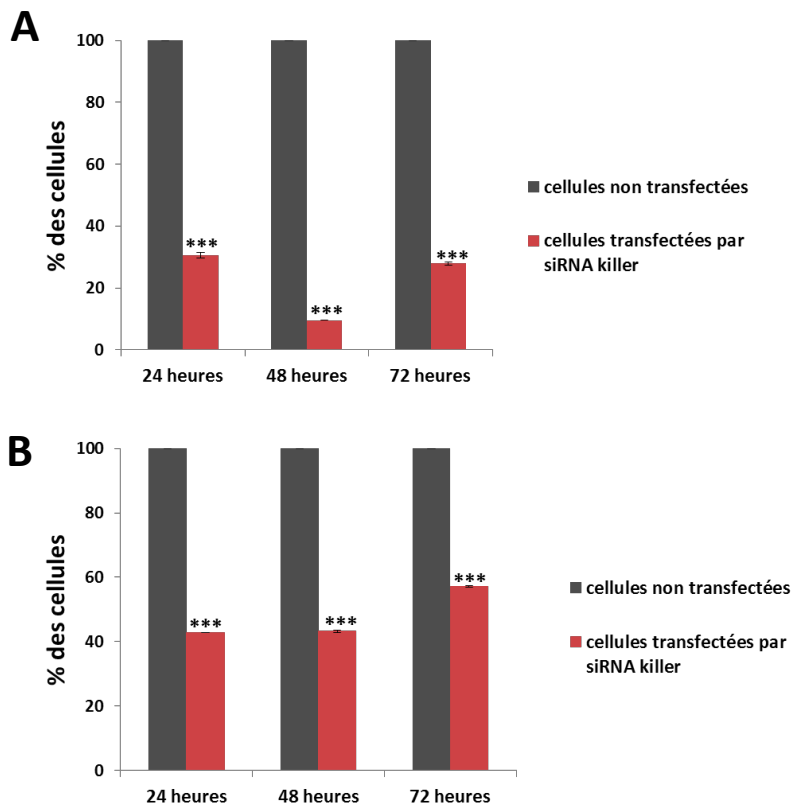 A
100
80
60
40
20
0
% des cellules
***
***
***
24 heures
48 heures
72 heures
cellules non transfectées
cellules transfectées par
siRNA killer
B
100
80
60
40
20
0
% des cellules
***
***
***
24 heures
48 heures
72 heures
cellules non transfectées
cellules transfectées par
siRNA killer